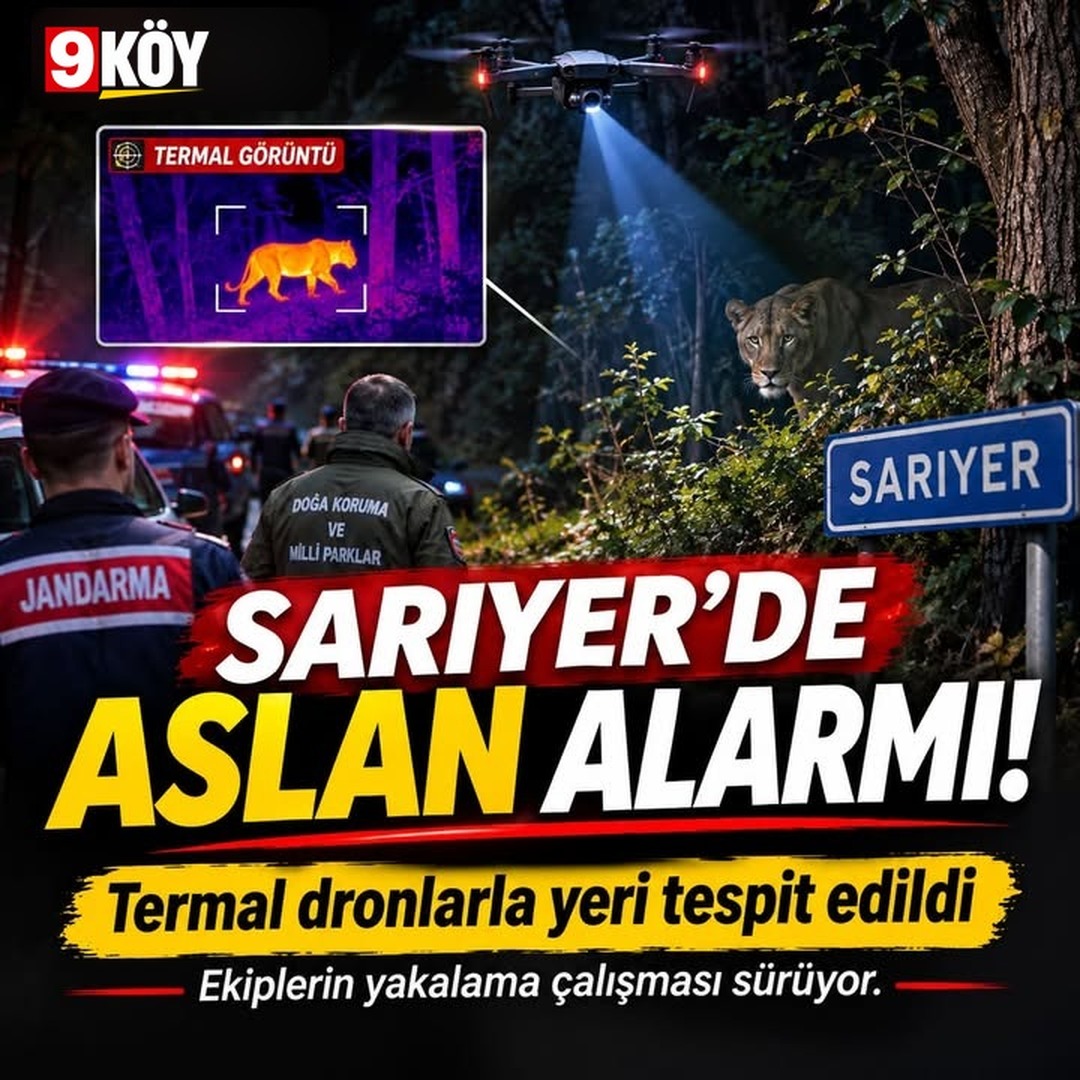 9KÖY
TERMAL GÖRÜNTÜ
SARIYER
DOĞA KORUMA
VE
MİLLİ PARKLAR
JANDARMA
SARIYER'DE
ASLAN ALARMI!
Termal dronlarla yeri tespit edildi
Ekiplerin yakalama çalışması sürüyor.